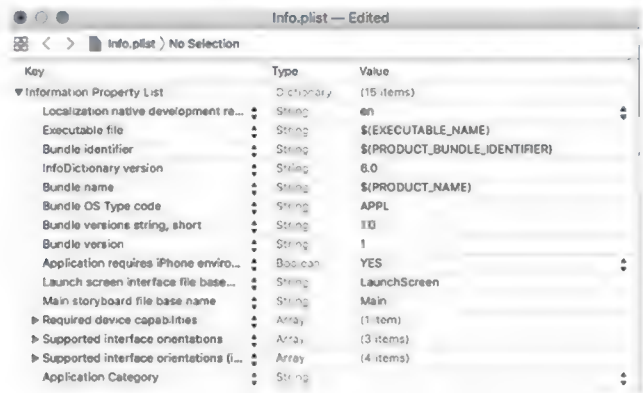 Info.plist — Edited
Info.plist ⟩ No Selection
Key Type Value
Information Property List Dictionary (15 items)
Localization native development re... String en
Executable file String $(EXECUTABLE_NAME)
Bundle identifier String $(PRODUCT_BUNDLE_IDENTIFIER)
InfoDictionary version String 6.0
Bundle name String $(PRODUCT_NAME)
Bundle OS Type code String APPL
Bundle versions string, short String 1.0
Bundle version String 1
Application requires iPhone enviro... Boolean YES
Launch screen interface file base... String LaunchScreen
Main storyboard file base name String Main
Required device capabilities Array (1 item)
Supported interface orientations Array (3 items)
Supported interface orientations (i... Array (4 items)
Application Category String